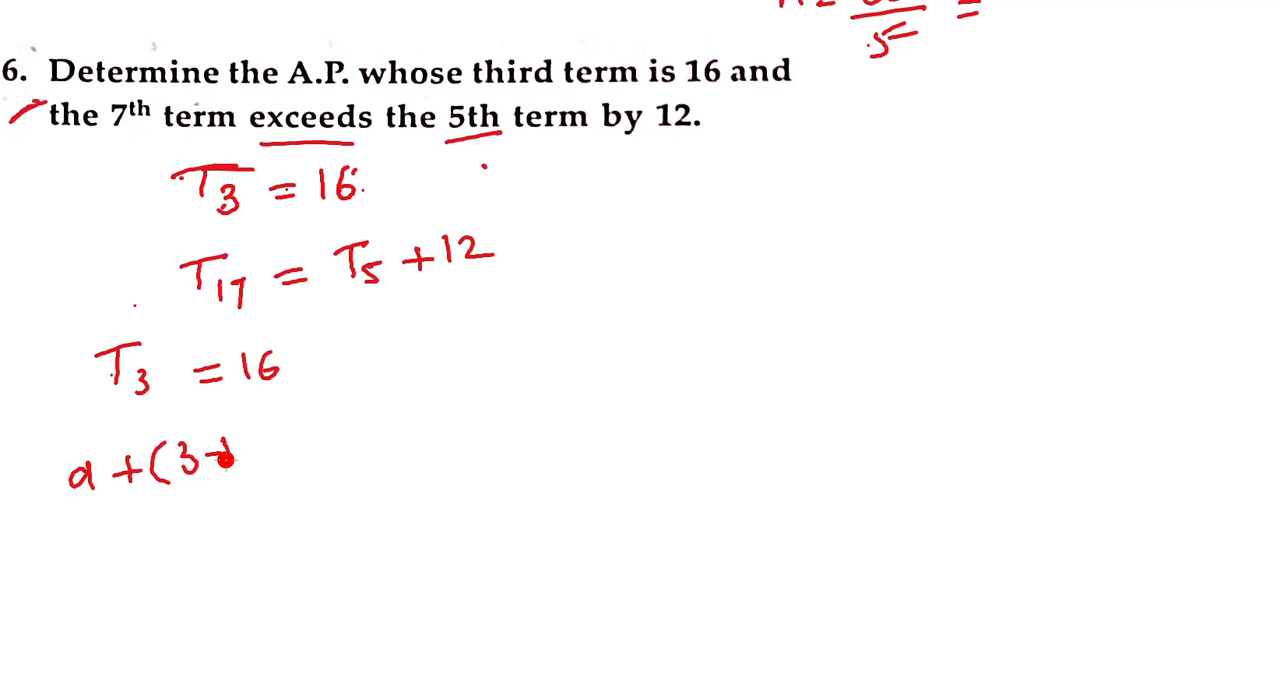 6. Determine the A.P. whose third term is 16 and
the 7th term exceeds the 5th term by 12.
T3 = 16
T17 = T5 + 12
T3 = 16
a + (3-1